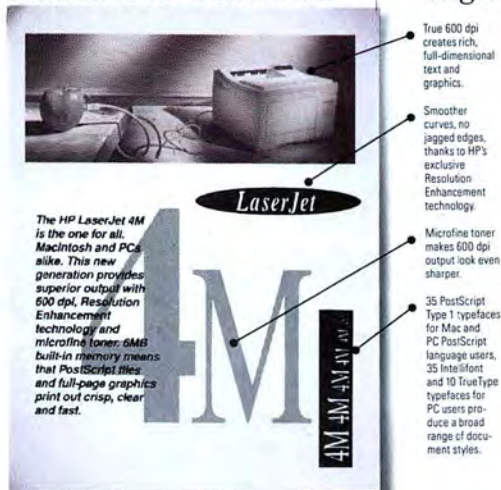 LaserJet
The HP LaserJet 4M
is the one for all.
Macintosh and PCs
alike. This new
generation provides
superior output with
600 dpi, Resolution
Enhancement
technology and
microfine toner. 6MB
built-in memory means
that PostScript files
and full-page graphics
print out crisp, clear
and fast.
4M
4M 4M 4M 4M 4M
True 600 dpi
creates rich,
full-dimensional
text and
graphics.
Smoother
curves, no
jagged edges,
thanks to HP's
exclusive
Resolution
Enhancement
technology.
Microfine toner
makes 600 dpi
output look even
sharper.
35 PostScript
Type 1 typefaces
for Mac and
PC PostScript
language users,
35 Intellifont
and 10 TrueType
typefaces for
PC users pro-
duce a broad
range of docu-
ment styles.